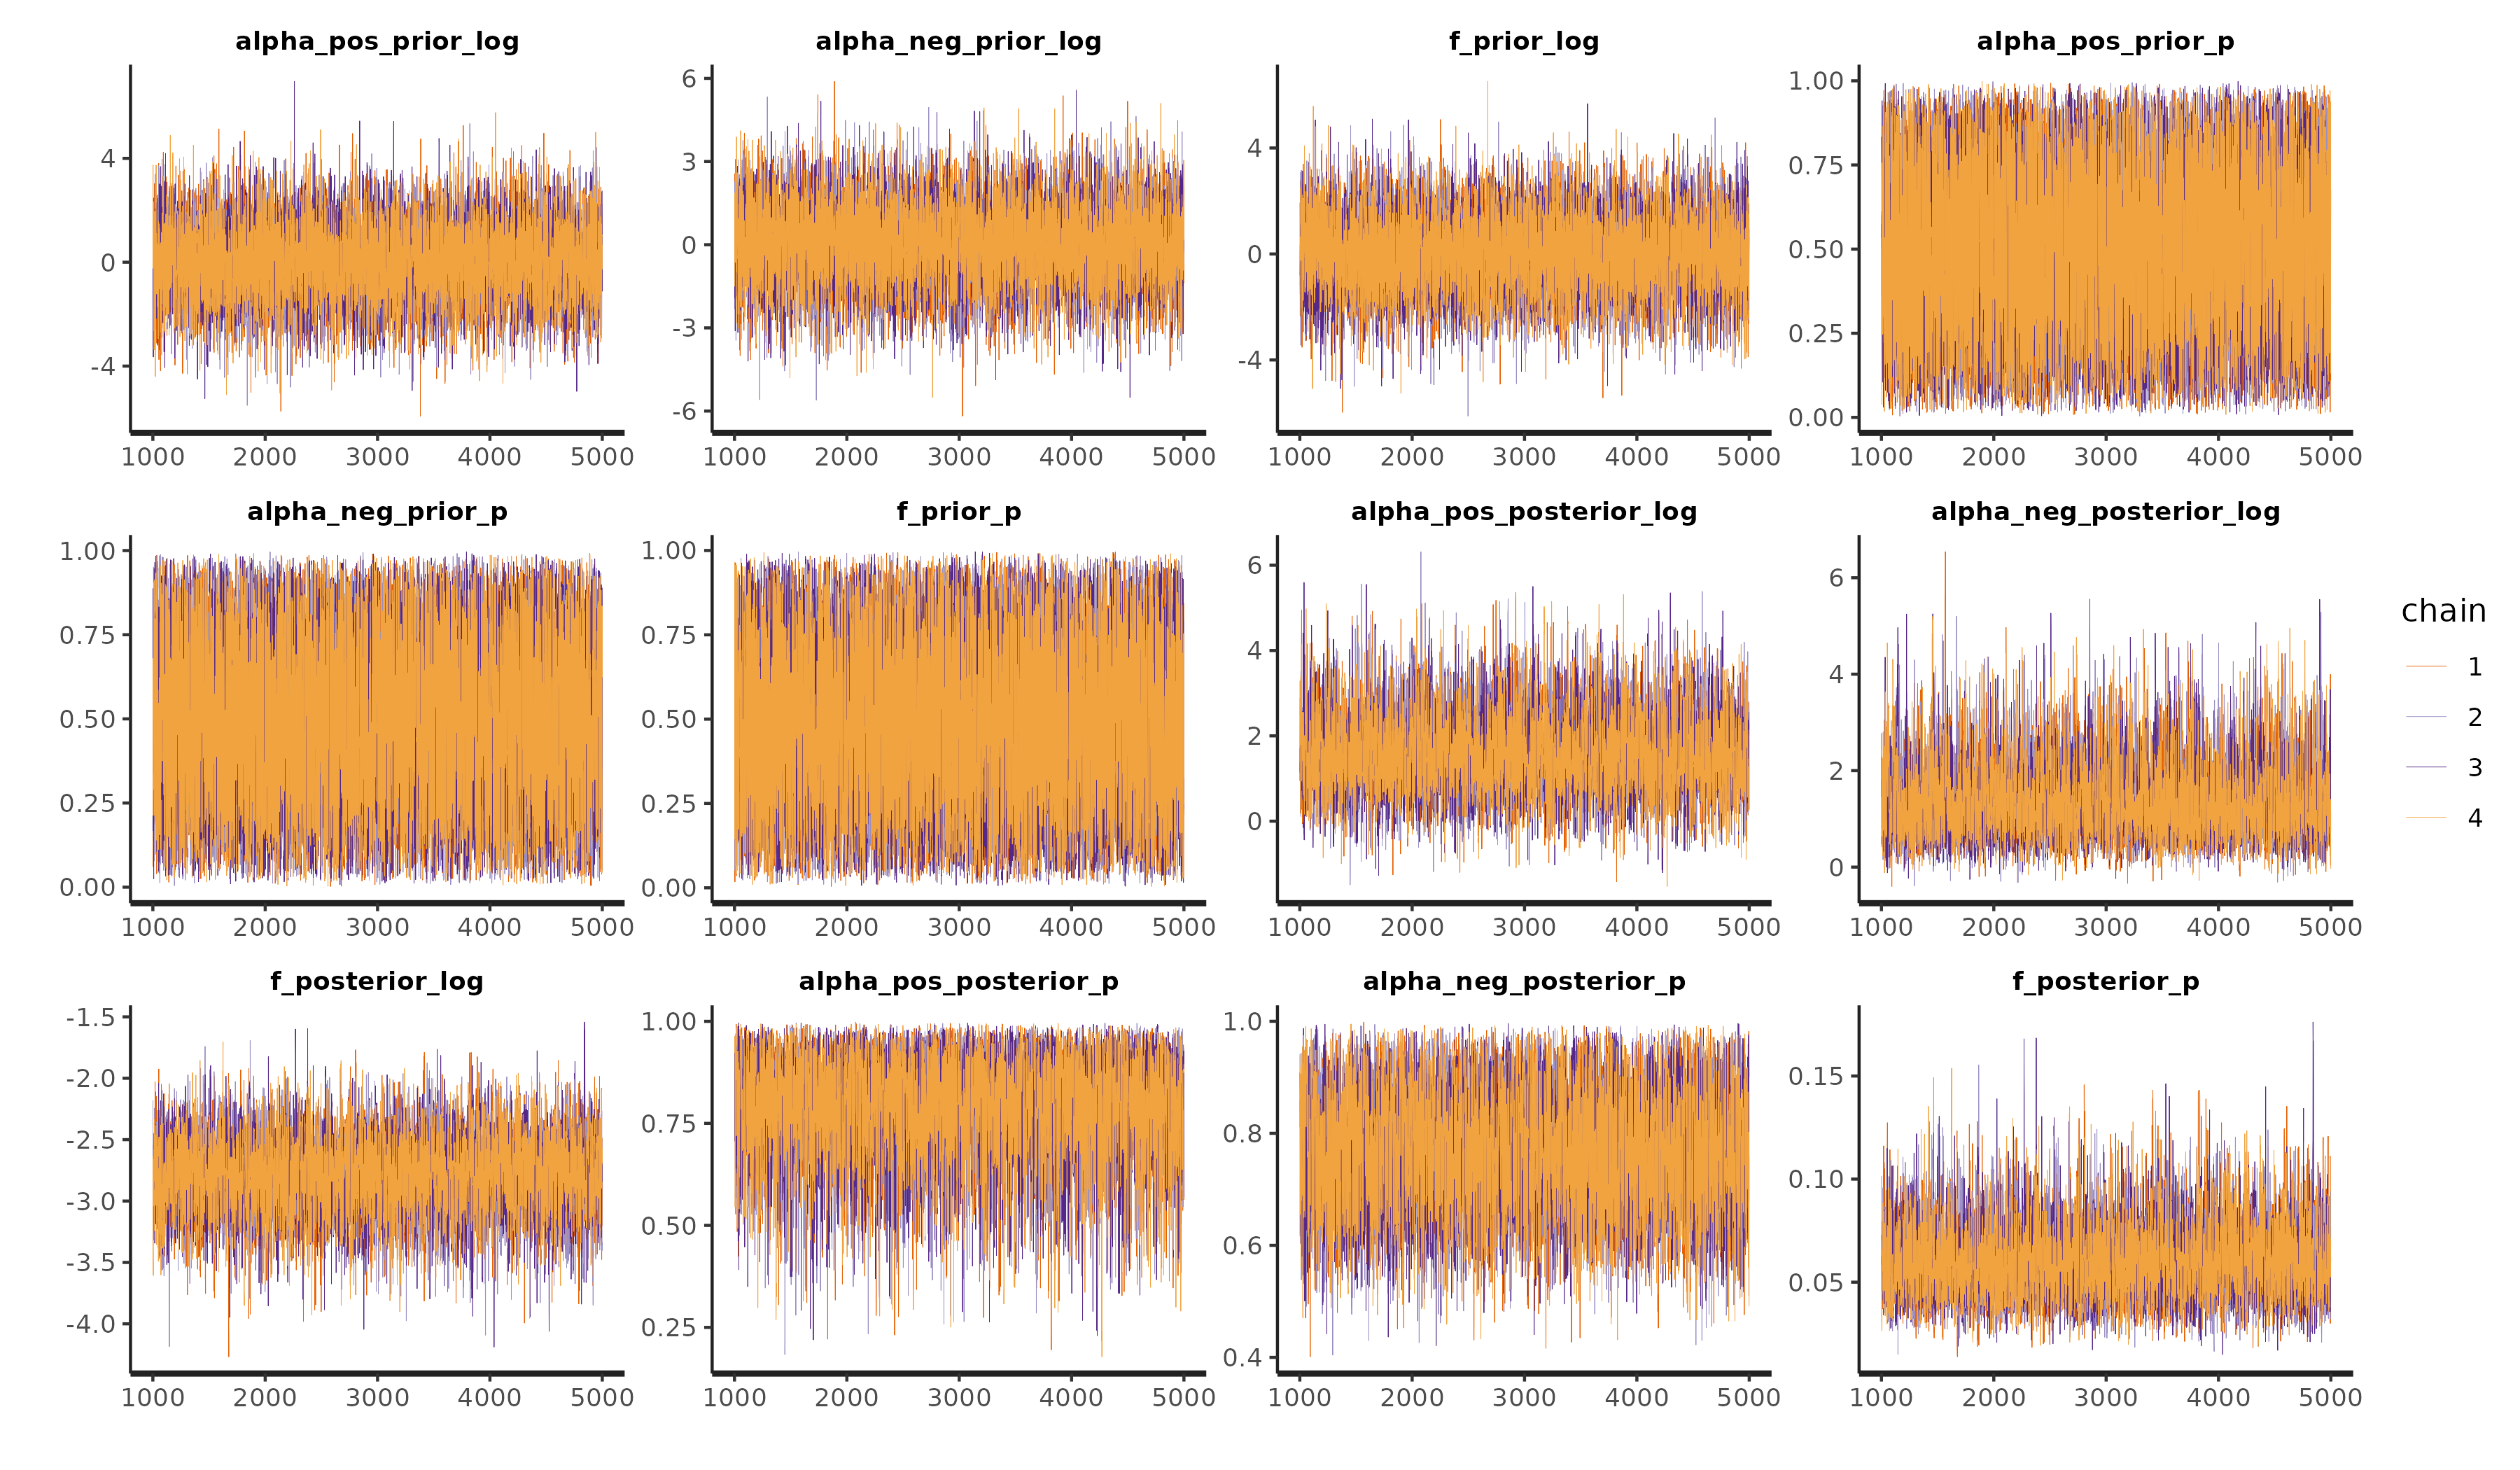 alpha_pos_prior_log
alpha_neg_prior_log
f_prior_log
alpha_pos_prior_p
4
0
-4
1000 2000 3000 4000 5000
6
3
0
-3
-6
1000 2000 3000 4000 5000
4
0
-4
1000 2000 3000 4000 5000
1.00
0.75
0.50
0.25
0.00
1000 2000 3000 4000 5000
alpha_neg_prior_p
f_prior_p
alpha_pos_posterior_log
alpha_neg_posterior_log
1.00
0.75
0.50
0.25
0.00
1000 2000 3000 4000 5000
1.00
0.75
0.50
0.25
0.00
1000 2000 3000 4000 5000
6
4
2
0
1000 2000 3000 4000 5000
6
4
2
0
1000 2000 3000 4000 5000
chain
1
2
3
4
f_posterior_log
alpha_pos_posterior_p
alpha_neg_posterior_p
f_posterior_p
-1.5
-2.0
-2.5
-3.0
-3.5
-4.0
1000 2000 3000 4000 5000
1.00
0.75
0.50
0.25
1000 2000 3000 4000 5000
1.0
0.8
0.6
0.4
1000 2000 3000 4000 5000
0.15
0.10
0.05
1000 2000 3000 4000 5000